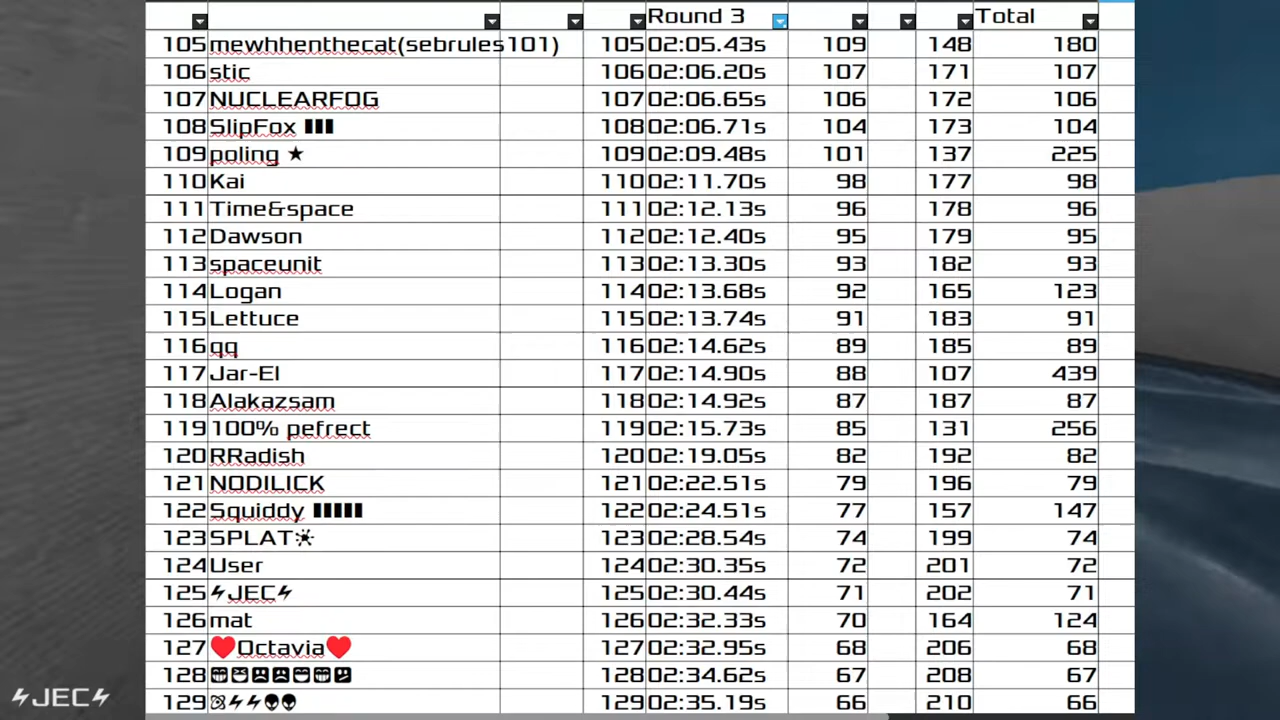 Round 3 Total
105 mewhhenthecat(sebrules101) 105 02:05.43s 109 148 180
106 stic 106 02:06.20s 107 171 107
107 NUCLEARFOG 107 02:06.65s 106 172 106
108 SlipFox ▮▮▮ 108 02:06.71s 104 173 104
109 poling ★ 109 02:09.48s 101 137 225
110 Kai 110 02:11.70s 98 177 98
111 Time&space 111 02:12.13s 96 178 96
112 Dawson 112 02:12.40s 95 179 95
113 spaceunit 113 02:13.30s 93 182 93
114 Logan 114 02:13.68s 92 165 123
115 Lettuce 115 02:13.74s 91 183 91
116 qq 116 02:14.62s 89 185 89
117 Jar-El 117 02:14.90s 88 107 439
118 Alakazsam 118 02:14.92s 87 187 87
119 100% pefrect 119 02:15.73s 85 131 256
120 RRadish 120 02:19.05s 82 192 82
121 NODILICK 121 02:22.51s 79 196 79
122 Squiddy ▮▮▮▮▮ 122 02:24.51s 77 157 147
123 SPLAT☀ 123 02:28.54s 74 199 74
124 User 124 02:30.35s 72 201 72
125 ⚡JEC⚡ 125 02:30.44s 71 202 71
126 mat 126 02:32.33s 70 164 124
127 ❤Octavia❤ 127 02:32.95s 68 206 68
128 128 02:34.62s 67 208 67
129 ⚛⚡⚡👽👽 129 02:35.19s 66 210 66
⚡JEC⚡